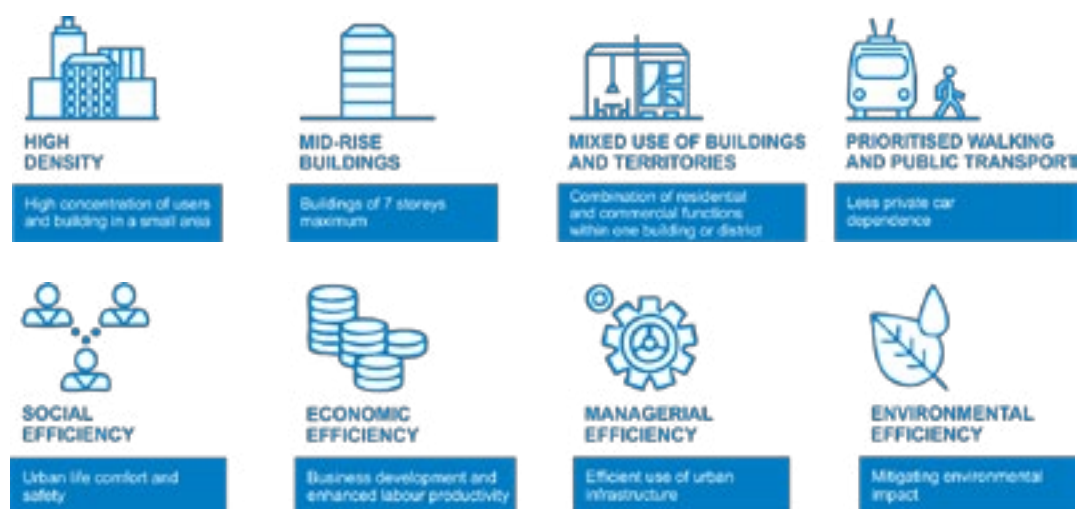 HIGH
DENSITY
High concentration of users
and building in a small area
MID-RISE
BUILDINGS
Buildings of 7 storeys
maximum
MIXED USE OF BUILDINGS
AND TERRITORIES
Combination of residential
and commercial functions
within one building or district
PRIORITISED WALKING
AND PUBLIC TRANSPORT
Less private car
dependence
SOCIAL
EFFICIENCY
Urban life comfort and
safety
ECONOMIC
EFFICIENCY
Business development and
enhanced labour productivity
MANAGERIAL
EFFICIENCY
Efficient use of urban
infrastructure
ENVIRONMENTAL
EFFICIENCY
Mitigating environmental
impact